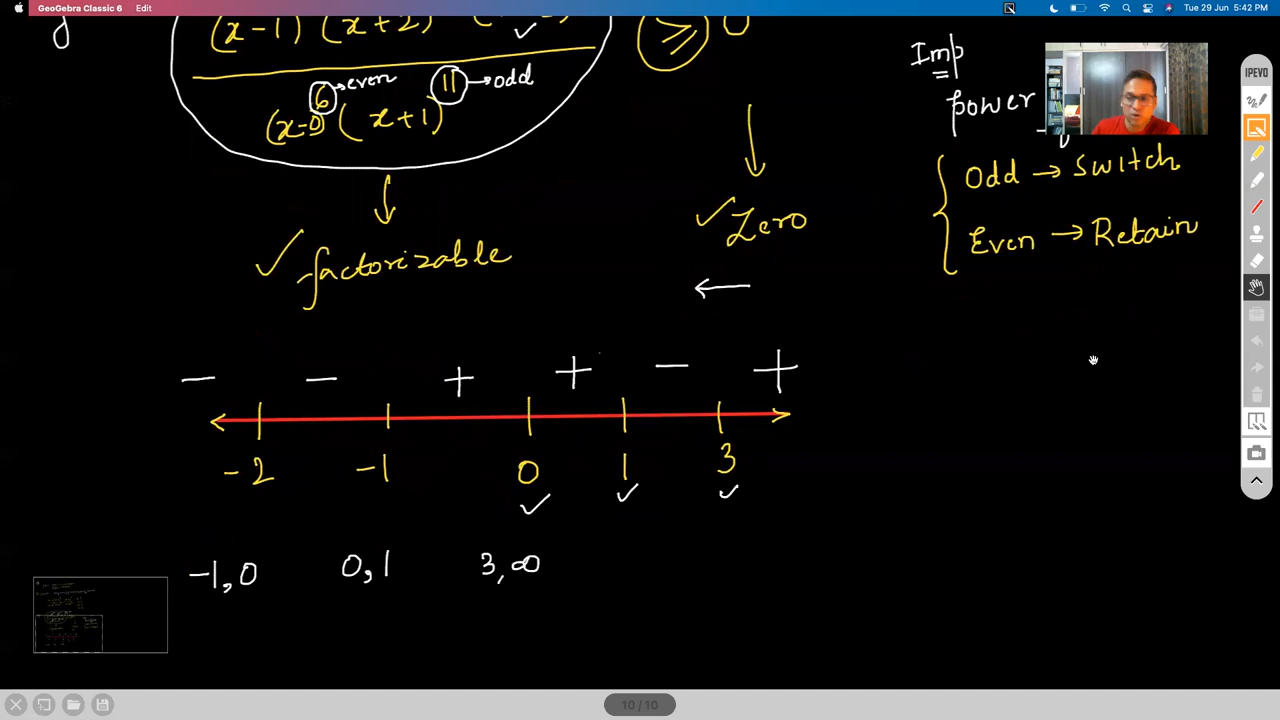 GeoGebra Classic 6 Edit
Tue 29 Jun 5:42 PM
(x-1) (x+2)
≥ 0
6 → even 11 → odd
(x-0) (x+1)
Imp
power
Odd → Switch
Even → Retain
✓ factorizable
✓ Zero
←
- - + + - +
-2 -1 0 1 3
-1,0 0,1 3,∞
IPEVO
10 / 10